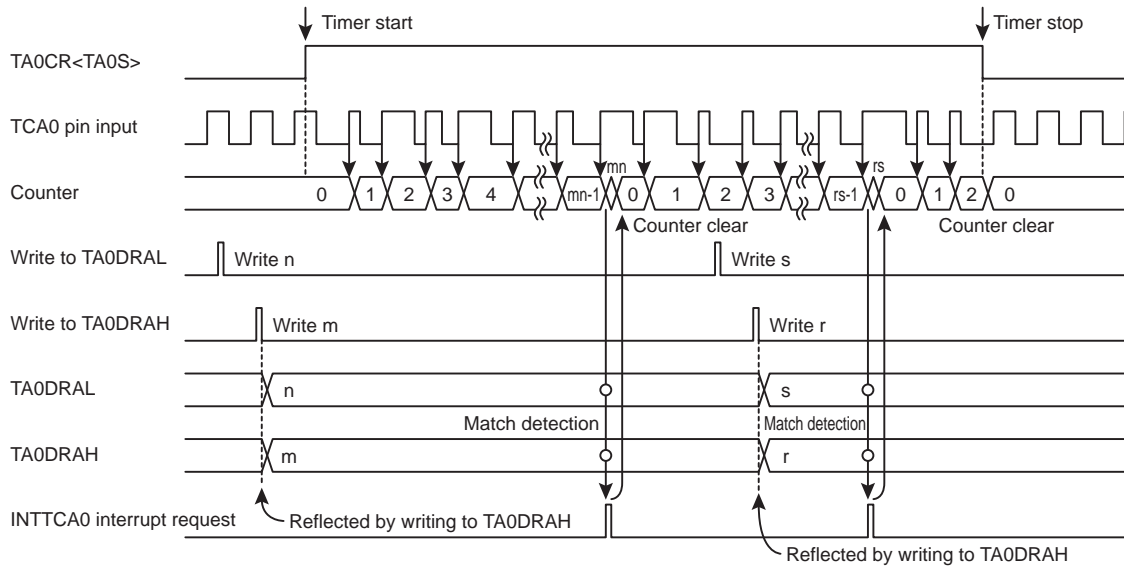 Timer start Timer stop
TA0CR<TA0S>
TCA0 pin input
mn rs
Counter 0 1 2 3 4 mn-1 0 1 2 3 rs-1 0 1 2 0
Counter clear Counter clear
Write to TA0DRAL Write n Write s
Write to TA0DRAH Write m Write r
TA0DRAL n s
Match detection Match detection
TA0DRAH m r
INTTCA0 interrupt request Reflected by writing to TA0DRAH
Reflected by writing to TA0DRAH